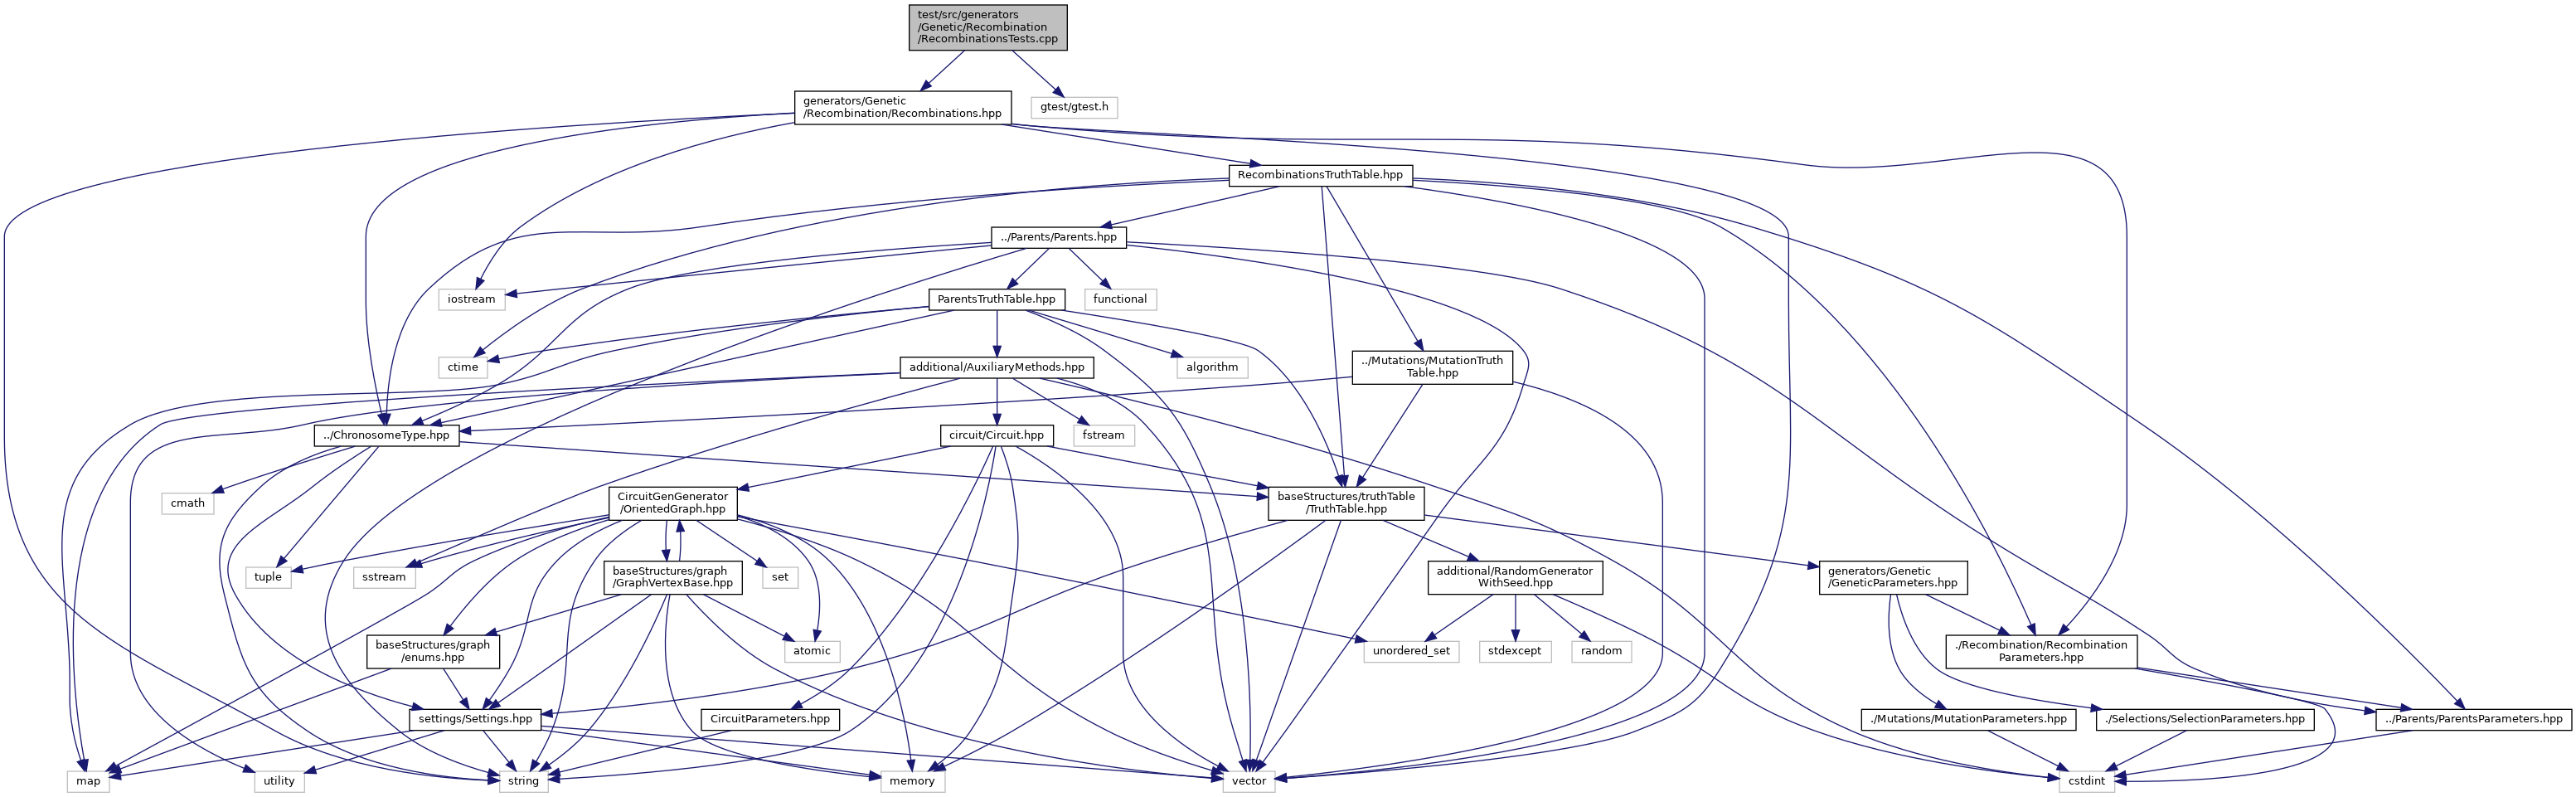 test/src/generators
/Genetic/Recombination
/RecombinationsTests.cpp
generators/Genetic
/Recombination/Recombinations.hpp
gtest/gtest.h
RecombinationsTruthTable.hpp
../Parents/Parents.hpp
iostream
ParentsTruthTable.hpp
functional
ctime
additional/AuxiliaryMethods.hpp
algorithm
../Mutations/MutationTruth
Table.hpp
../ChronosomeType.hpp
circuit/Circuit.hpp
fstream
cmath
CircuitGenGenerator
/OrientedGraph.hpp
baseStructures/truthTable
/TruthTable.hpp
tuple
sstream
baseStructures/graph
/GraphVertexBase.hpp
set
additional/RandomGenerator
WithSeed.hpp
generators/Genetic
/GeneticParameters.hpp
baseStructures/graph
/enums.hpp
atomic
unordered_set
stdexcept
random
./Recombination/Recombination
Parameters.hpp
settings/Settings.hpp
CircuitParameters.hpp
./Mutations/MutationParameters.hpp
./Selections/SelectionParameters.hpp
../Parents/ParentsParameters.hpp
map
utility
string
memory
vector
cstdint